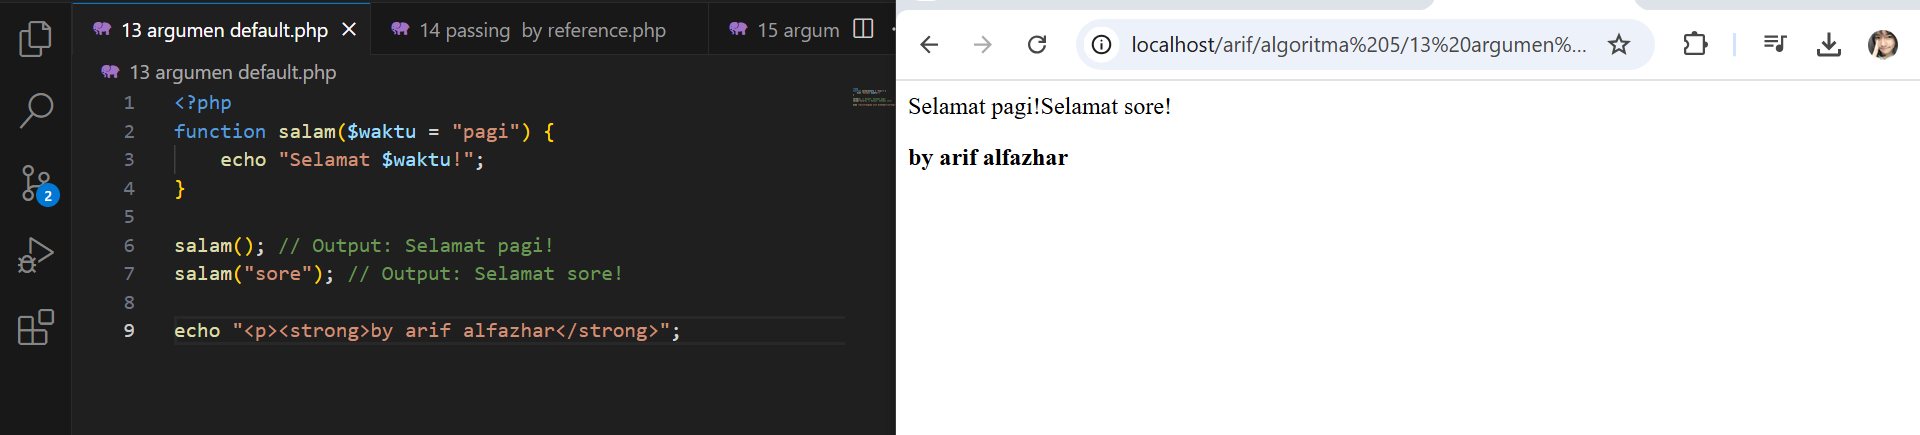 13 argumen default.php
14 passing by reference.php
15 argum
13 argumen default.php
1 <?php
2 function salam($waktu = "pagi") {
3 echo "Selamat $waktu!";
4 }
5
6 salam(); // Output: Selamat pagi!
7 salam("sore"); // Output: Selamat sore!
8
9 echo "<p><strong>by arif alfazhar</strong>";
2
localhost/arif/algoritma%205/13%20argumen%...
Selamat pagi!Selamat sore!
by arif alfazhar